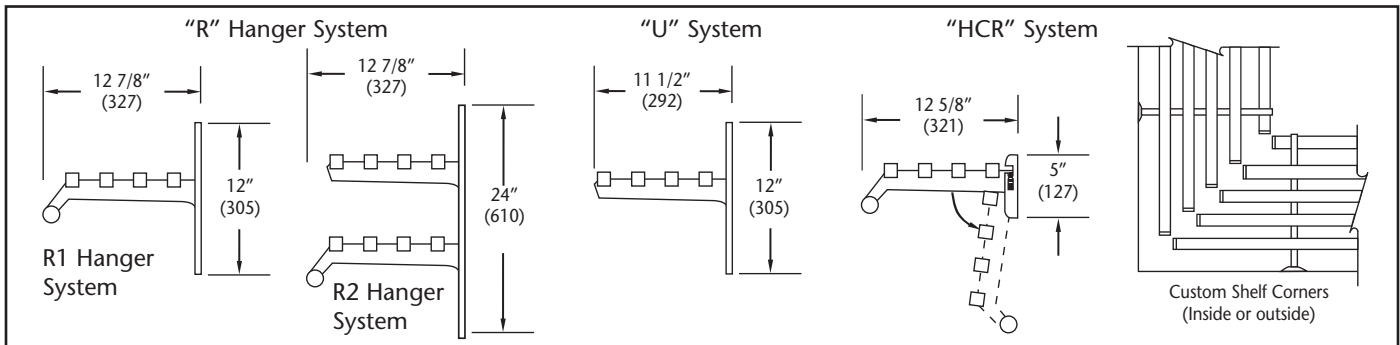 "R" Hanger System
12 7/8"
(327)
12"
(305)
R1 Hanger
System
12 7/8"
(327)
24"
(610)
R2 Hanger
System
"U" System
11 1/2"
(292)
12"
(305)
"HCR" System
12 5/8"
(321)
5"
(127)
Custom Shelf Corners
(Inside or outside)